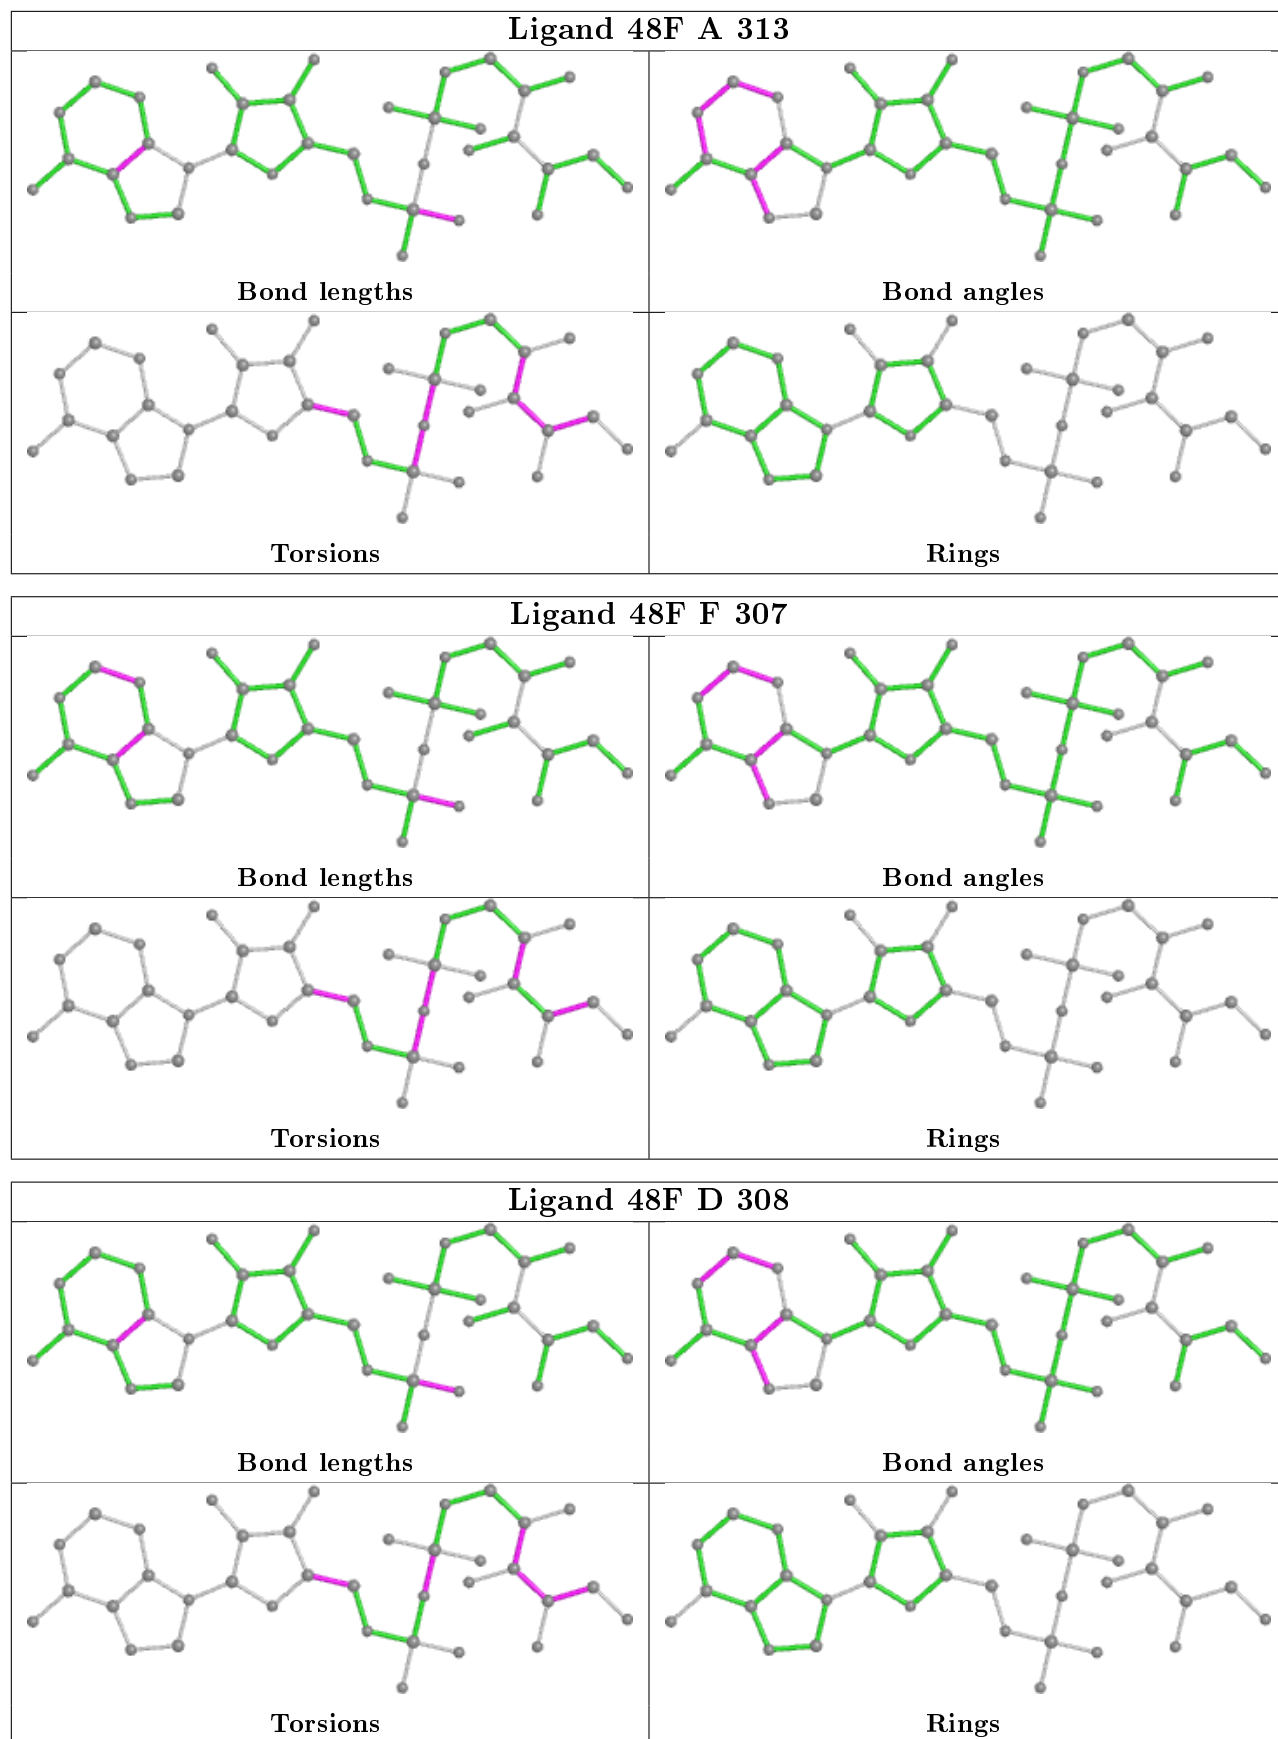 Ligand 48F A 313
Bond lengths
Bond angles
Torsions
Rings
Ligand 48F F 307
Bond lengths
Bond angles
Torsions
Rings
Ligand 48F D 308
Bond lengths
Bond angles
Torsions
Rings